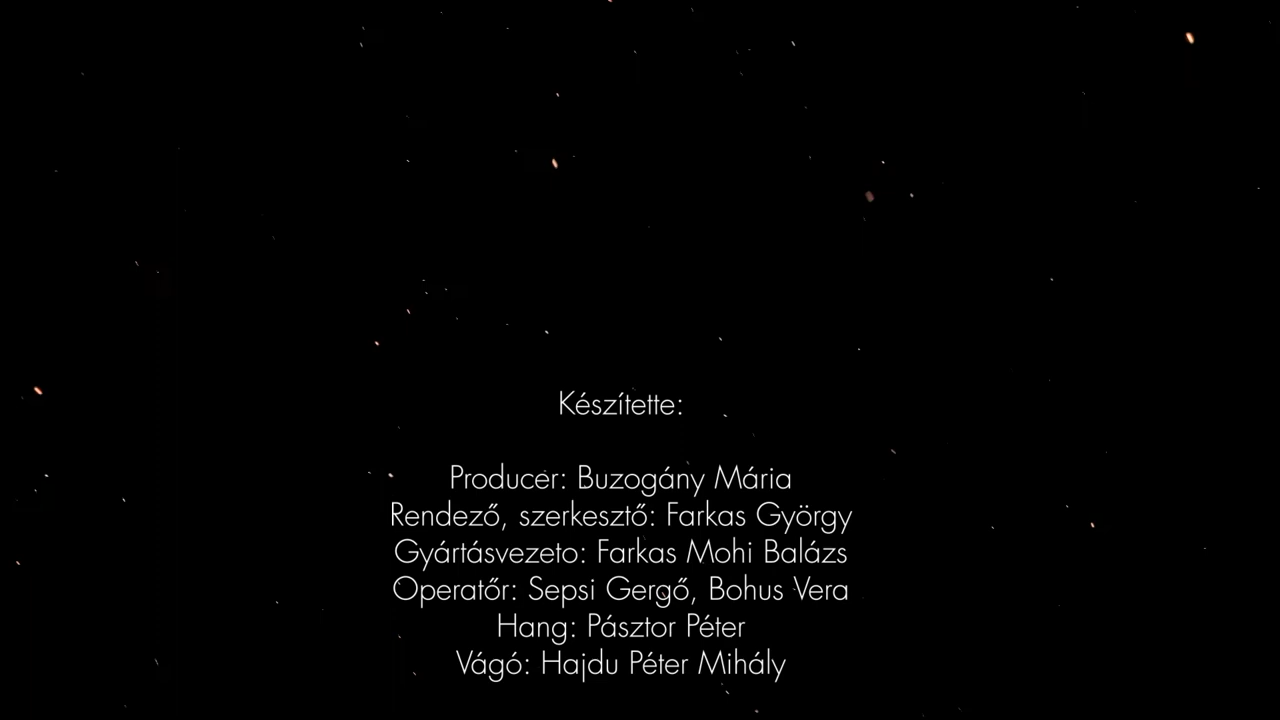 Készítette:
Producer: Buzogány Mária
Rendező, szerkesztő: Farkas György
Gyártásvezeto: Farkas Mohi Balázs
Operatőr: Sepsi Gergő, Bohus Vera
Hang: Pásztor Péter
Vágó: Hajdu Péter Mihály